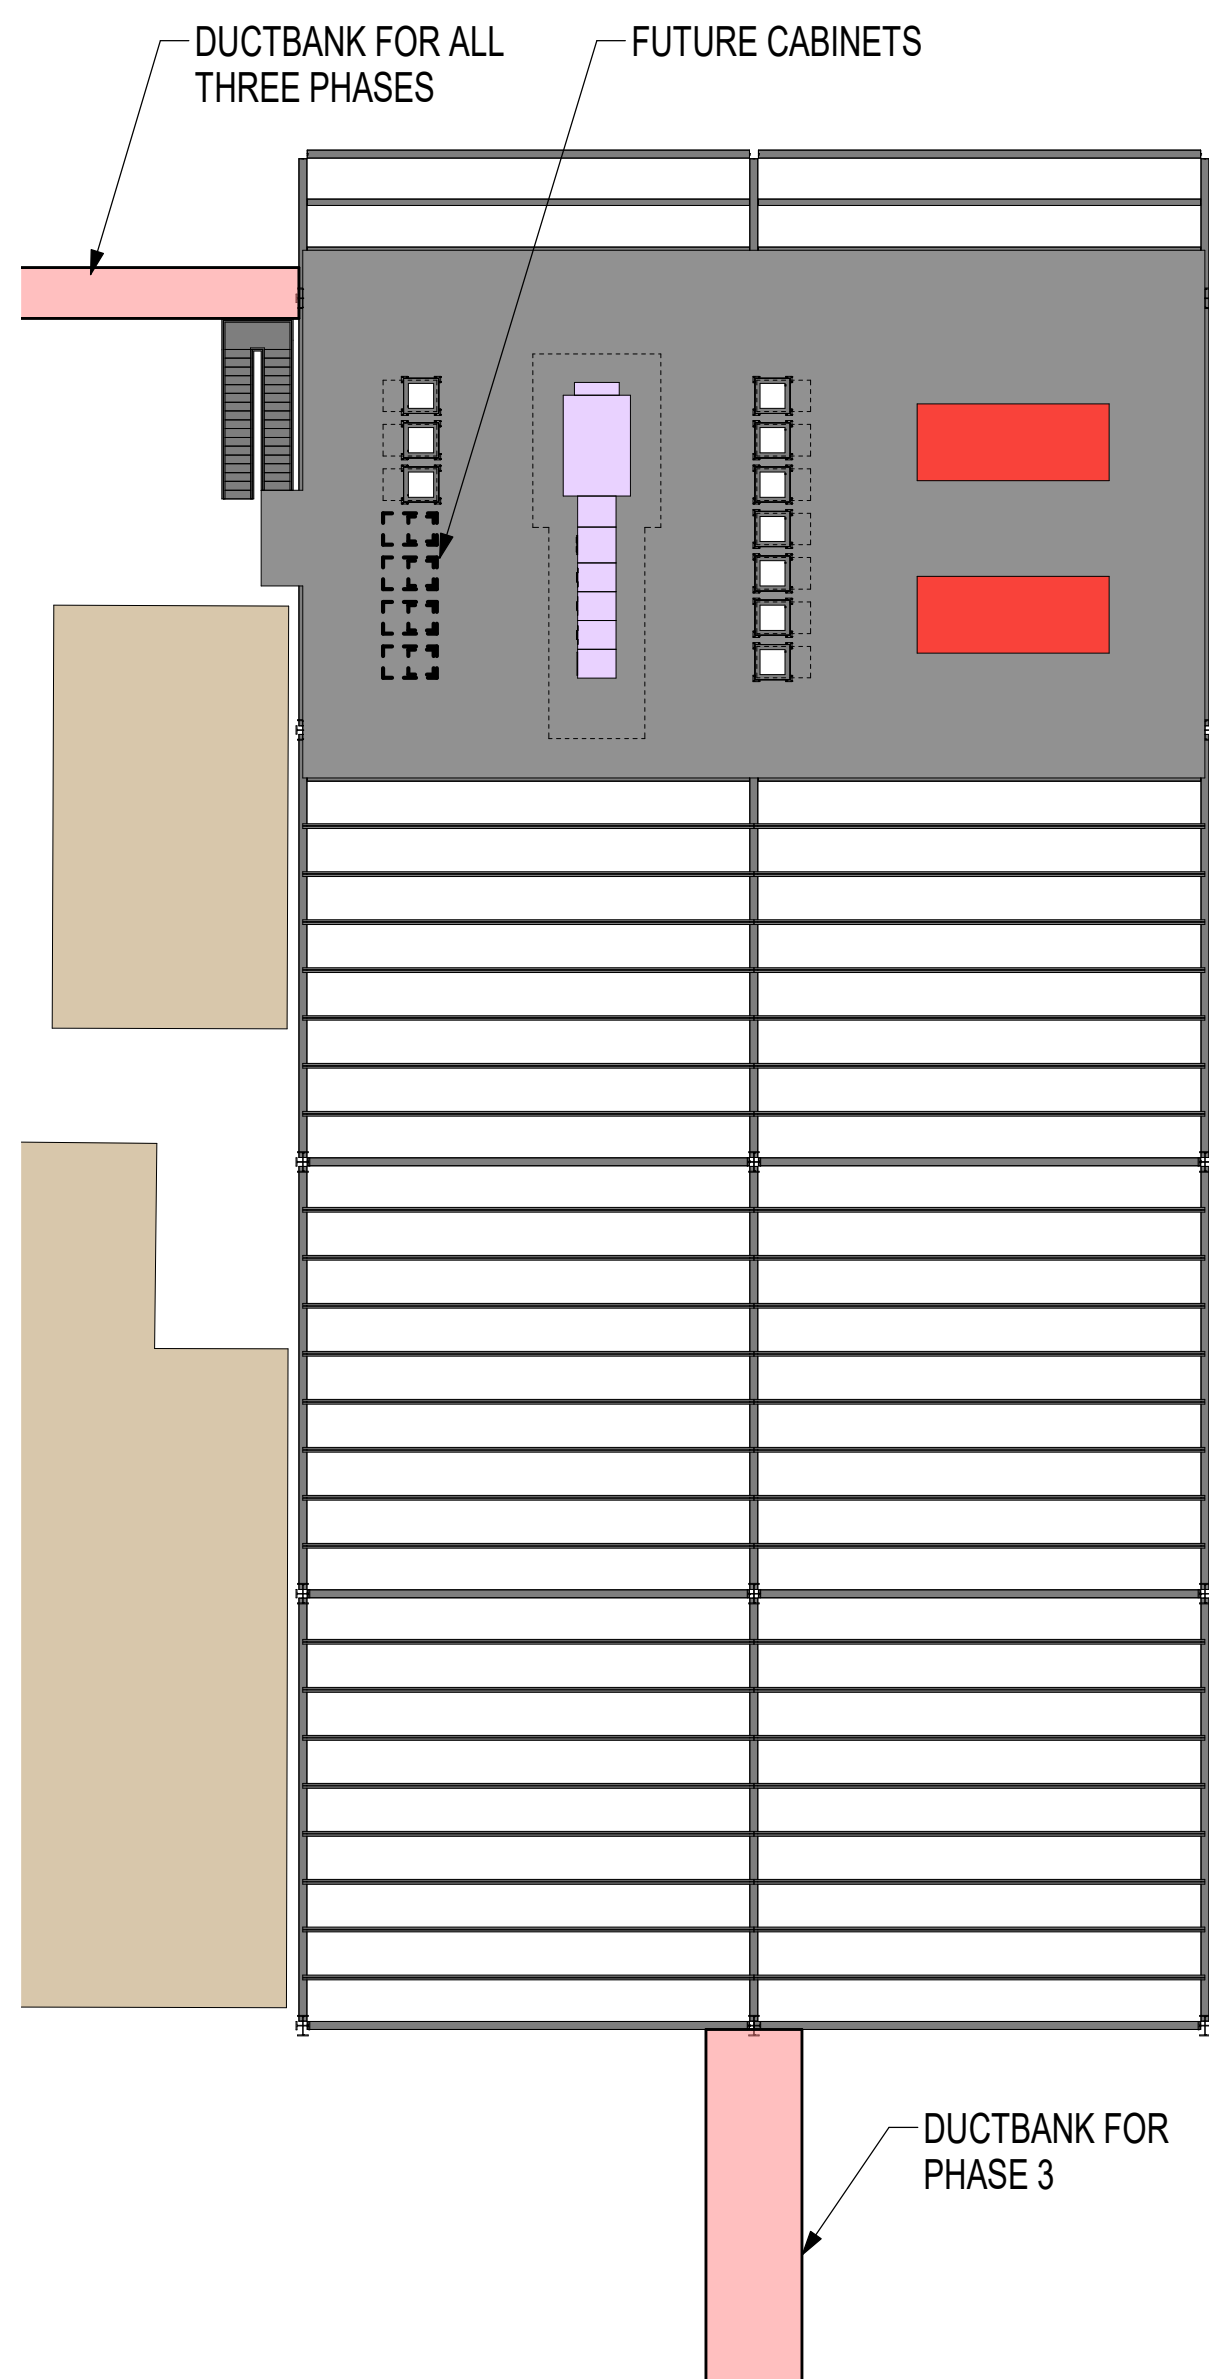 DUCTBANK FOR ALL
THREE PHASES
FUTURE CABINETS
DUCTBANK FOR
PHASE 3